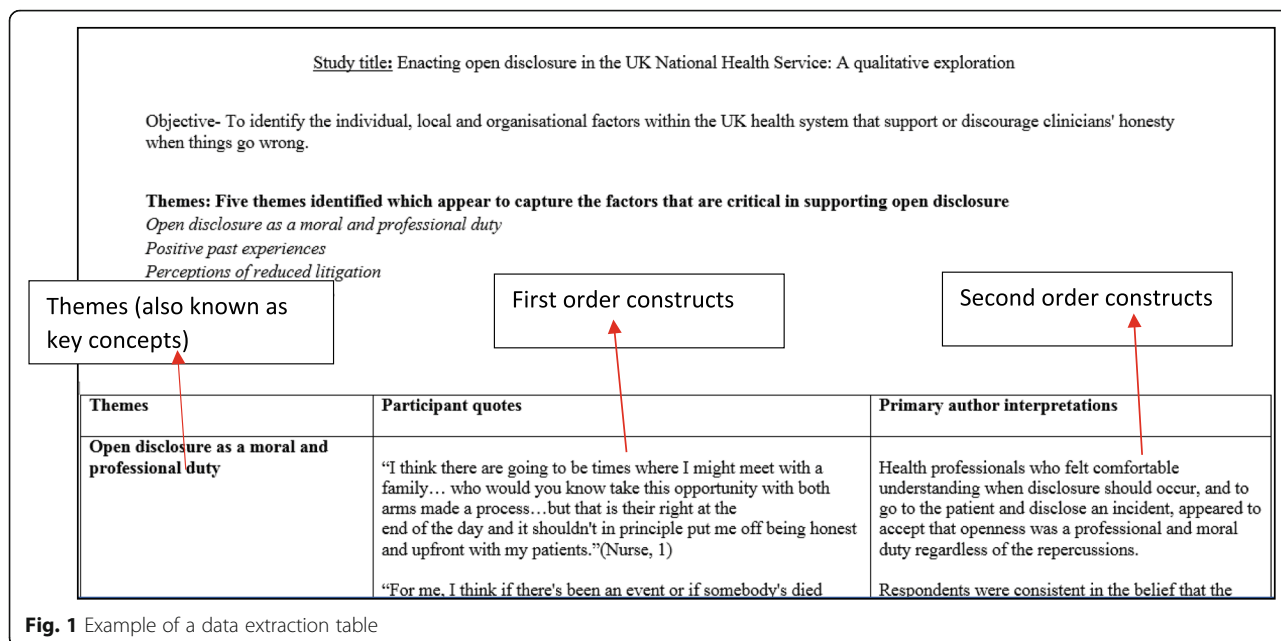 Study title: Enacting open disclosure in the UK National Health Service: A qualitative exploration
Objective- To identify the individual, local and organisational factors within the UK health system that support or discourage clinicians' honesty
when things go wrong.
Themes: Five themes identified which appear to capture the factors that are critical in supporting open disclosure
Open disclosure as a moral and professional duty
Positive past experiences
Perceptions of reduced litigation
Themes (also known as
key concepts)
First order constructs
Second order constructs
Themes
Participant quotes
Primary author interpretations
Open disclosure as a moral and
professional duty
“I think there are going to be times where I might meet with a
family… who would you know take this opportunity with both
arms made a process…but that is their right at the
end of the day and it shouldn't in principle put me off being honest
and upfront with my patients.”(Nurse, 1)
“For me, I think if there's been an event or if somebody's died
Health professionals who felt comfortable
understanding when disclosure should occur, and to
go to the patient and disclose an incident, appeared to
accept that openness was a professional and moral
duty regardless of the repercussions.
Respondents were consistent in the belief that the
Fig. 1 Example of a data extraction table